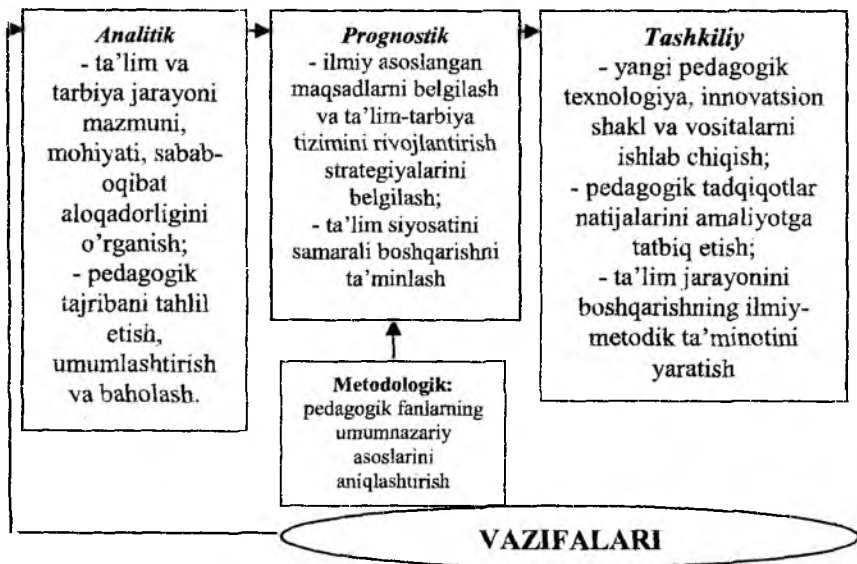 Analitik
- ta’lim va
tarbiya jarayoni
mazmuni,
mohiyati, sabab-
oqibat
aloqadorligini
o’rganish;
- pedagogik
tajribani tahlil
etish,
umumlashtirish
va baholash.
Prognostik
- ilmiy asoslangan
maqsadlarni belgilash
va ta’lim-tarbiya
tizimini rivojlantirish
strategiyalarini
belgilash;
- ta’lim siyosatini
samarali boshqarishni
ta’minlash
Tashkiliy
- yangi pedagogik
texnologiya, innovatsion
shakl va vositalarni
ishlab chiqish;
- pedagogik tadqiqotlar
natijalarini amaliyotga
tatbiq etish;
- ta’lim jarayonini
boshqarishning ilmiy-
metodik ta’minotini
yaratish
Metodologik:
pedagogik fanlarning
umumnazariy
asoslarini
aniqlashtirish
VAZIFALARI